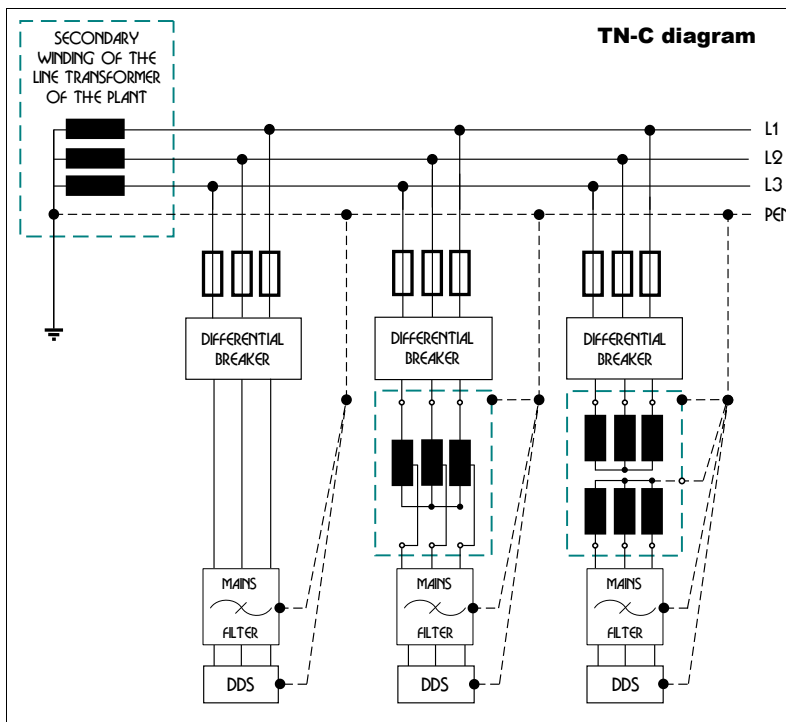 TN-C diagram
SECONDARY
WINDING OF THE
LINE TRANSFORMER
OF THE PLANT
L1
L2
L3
PEN
DIFFERENTIAL
BREAKER
DIFFERENTIAL
BREAKER
DIFFERENTIAL
BREAKER
MAINS
FILTER
MAINS
FILTER
MAINS
FILTER
DDS
DDS
DDS